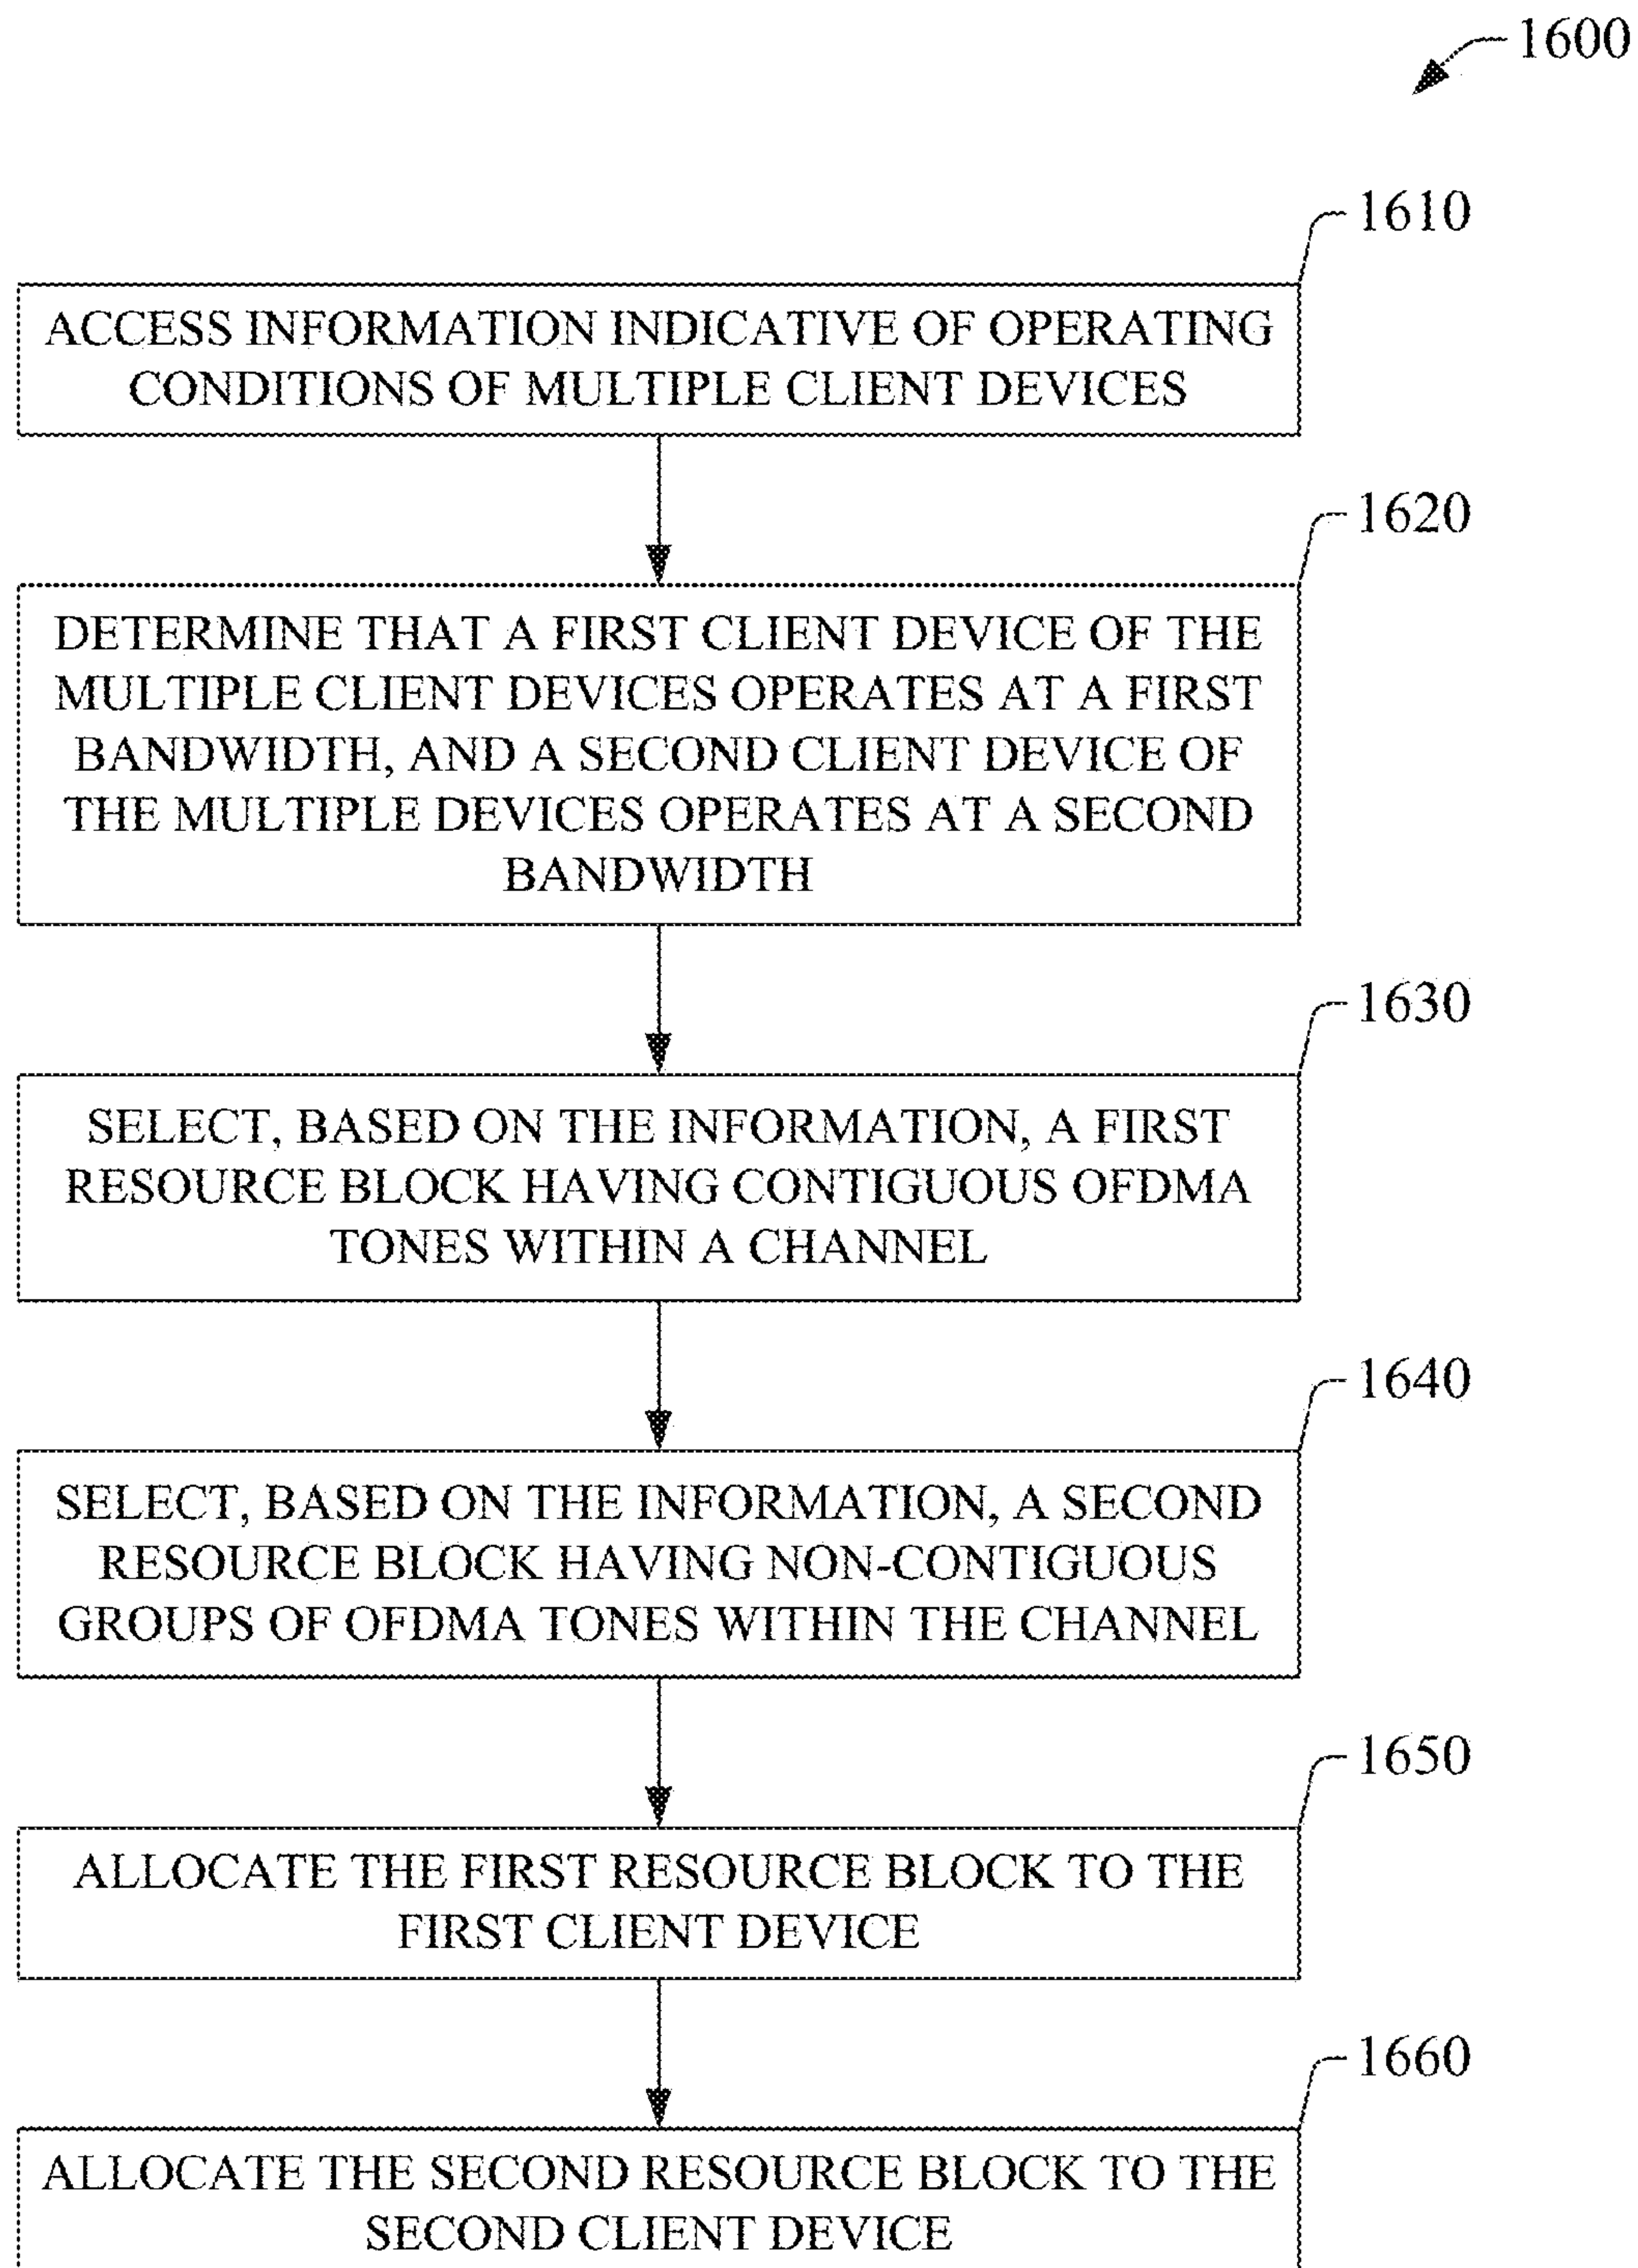 1600
1610
ACCESS INFORMATION INDICATIVE OF OPERATING
CONDITIONS OF MULTIPLE CLIENT DEVICES
1620
DETERMINE THAT A FIRST CLIENT DEVICE OF THE
MULTIPLE CLIENT DEVICES OPERATES AT A FIRST
BANDWIDTH, AND A SECOND CLIENT DEVICE OF
THE MULTIPLE DEVICES OPERATES AT A SECOND
BANDWIDTH
1630
SELECT, BASED ON THE INFORMATION, A FIRST
RESOURCE BLOCK HAVING CONTIGUOUS OFDMA
TONES WITHIN A CHANNEL
1640
SELECT, BASED ON THE INFORMATION, A SECOND
RESOURCE BLOCK HAVING NON-CONTIGUOUS
GROUPS OF OFDMA TONES WITHIN THE CHANNEL
1650
ALLOCATE THE FIRST RESOURCE BLOCK TO THE
FIRST CLIENT DEVICE
1660
ALLOCATE THE SECOND RESOURCE BLOCK TO THE
SECOND CLIENT DEVICE